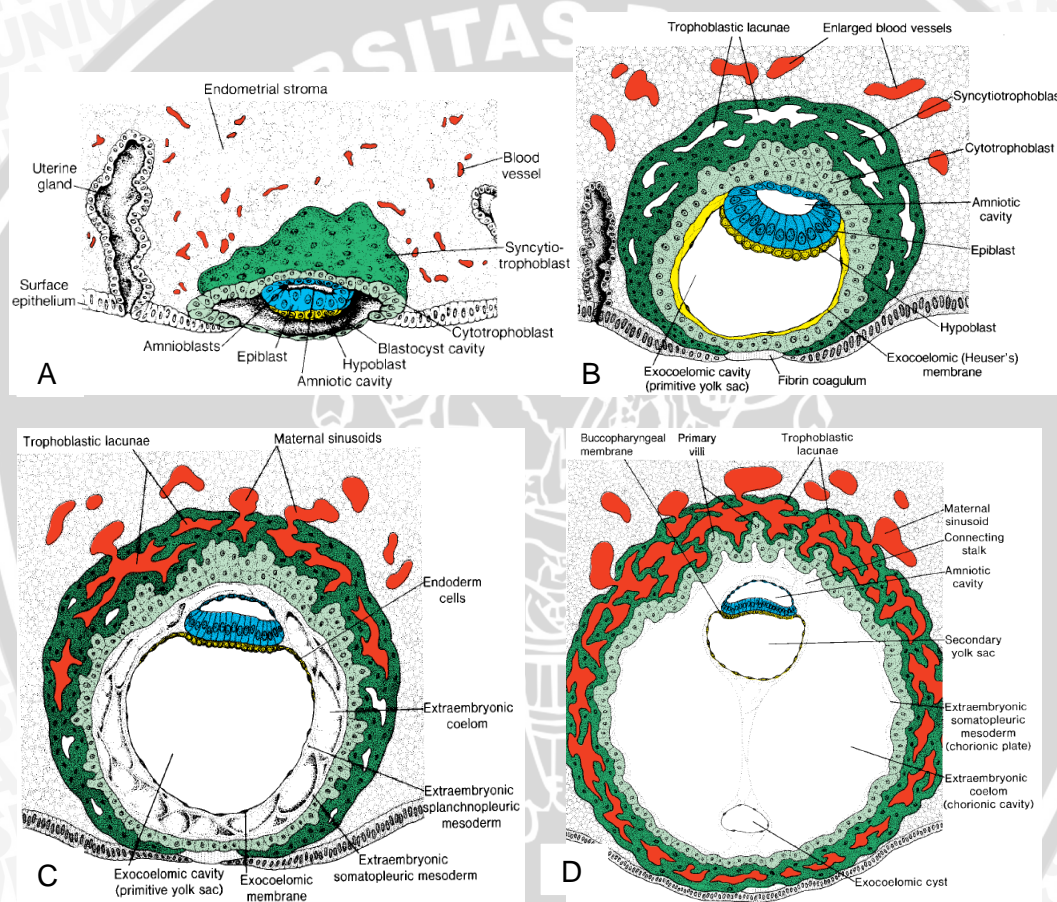 UNIV
SITAS B
Endometrial stroma
Uterine
gland
Blood
vessel
Syncytio-
trophoblast
Surface
epithelium
Cytotrophoblast
Amnioblasts
Blastocyst cavity
Epiblast
Hypoblast
Amniotic cavity
A
Trophoblastic lacunae
Enlarged blood vessels
Syncytiotrophobla
Cytotrophoblast
Amniotic
cavity
Epiblast
Hypoblast
Exocoelomic (Heuser's)
membrane
Exocoelomic cavity
(primitive yolk sac)
Fibrin coagulum
B
Trophoblastic lacunae
Maternal sinusoids
Endoderm
cells
Extraembryonic
coelom
Extraembryonic
splanchnopleuric
mesoderm
Extraembryonic
somatopleuric mesoderm
Exocoelomic cavity
(primitive yolk sac)
Exocoelomic
membrane
C
Buccopharyngeal
membrane
Primary
villi
Trophoblastic
lacunae
Maternal
sinusoid
Connecting
stalk
Amniotic
cavity
Secondary
yolk sac
Extraembryonic
somatopleuric
mesoderm
(chorionic plate)
Extraembryonic
coelom
(chorionic cavity)
Exocoelomic cyst
D